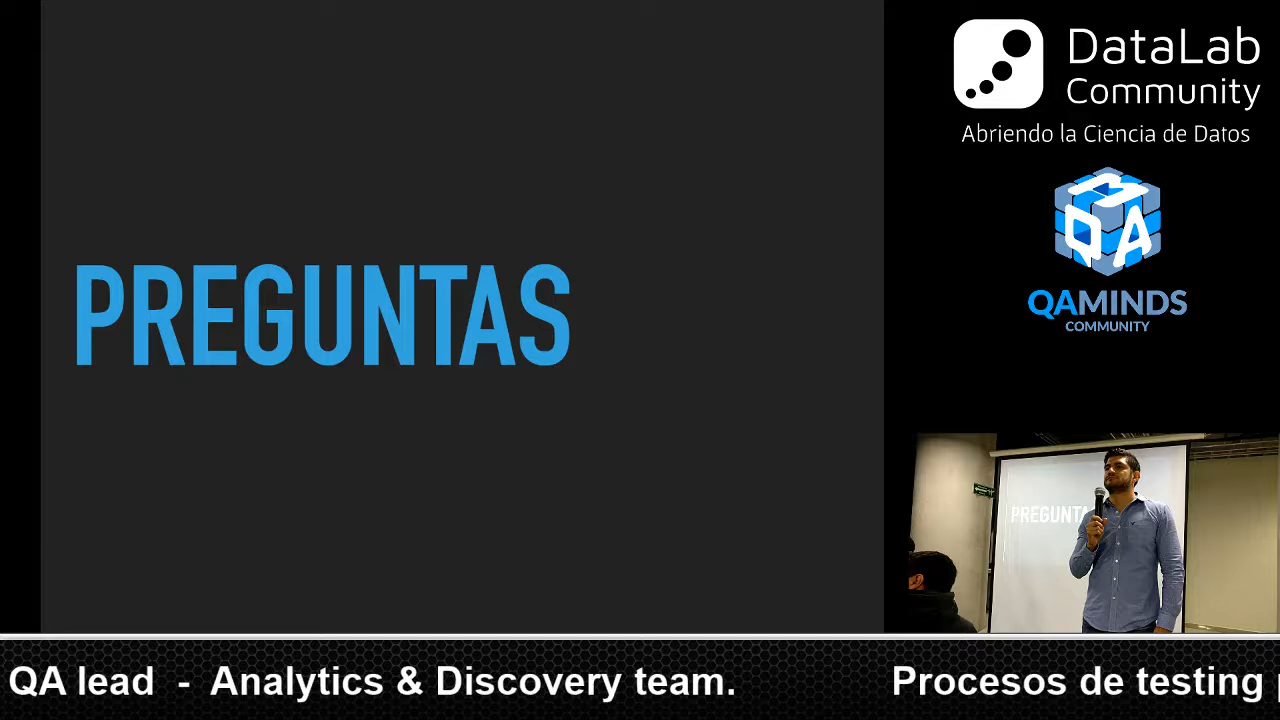 PREGUNTAS
DataLab
Community
Abriendo la Ciencia de Datos
QA
QAMINDS
COMMUNITY
PREGUNTA
QA lead - Analytics & Discovery team. Procesos de testing